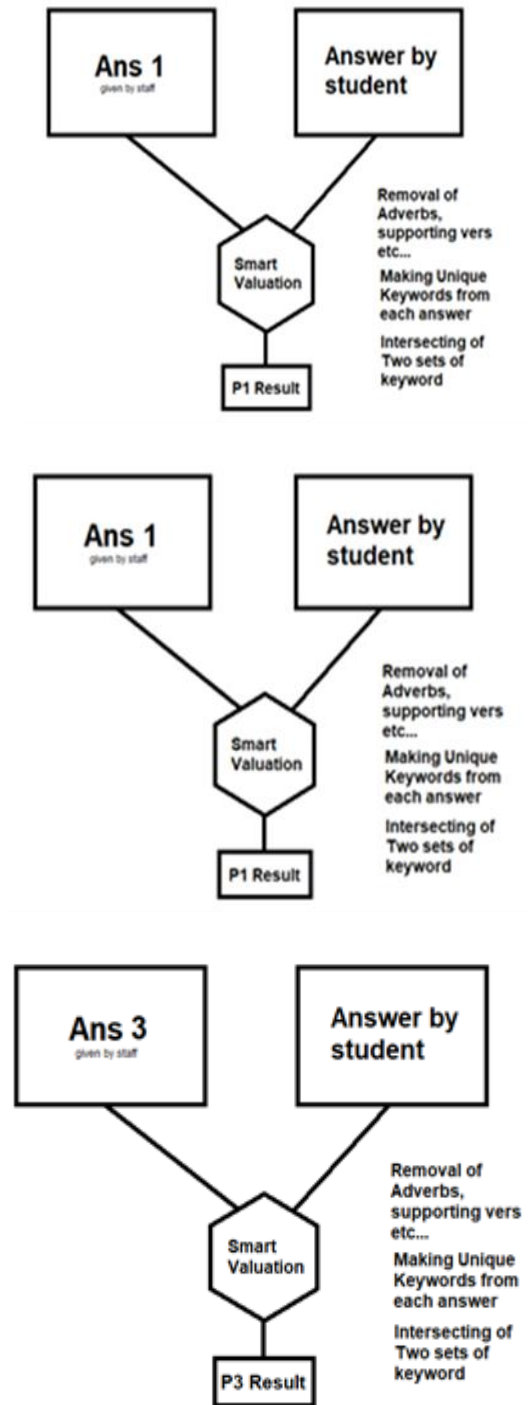 Ans 1
given by staff
Answer by
student
Smart
Valuation
Removal of
Adverbs,
supporting vers
etc...
Making Unique
Keywords from
each answer
Intersecting of
Two sets of
keyword
P1 Result
Ans 1
given by staff
Answer by
student
Smart
Valuation
Removal of
Adverbs,
supporting vers
etc...
Making Unique
Keywords from
each answer
Intersecting of
Two sets of
keyword
P1 Result
Ans 3
given by staff
Answer by
student
Smart
Valuation
Removal of
Adverbs,
supporting vers
etc...
Making Unique
Keywords from
each answer
Intersecting of
Two sets of
keyword
P3 Result